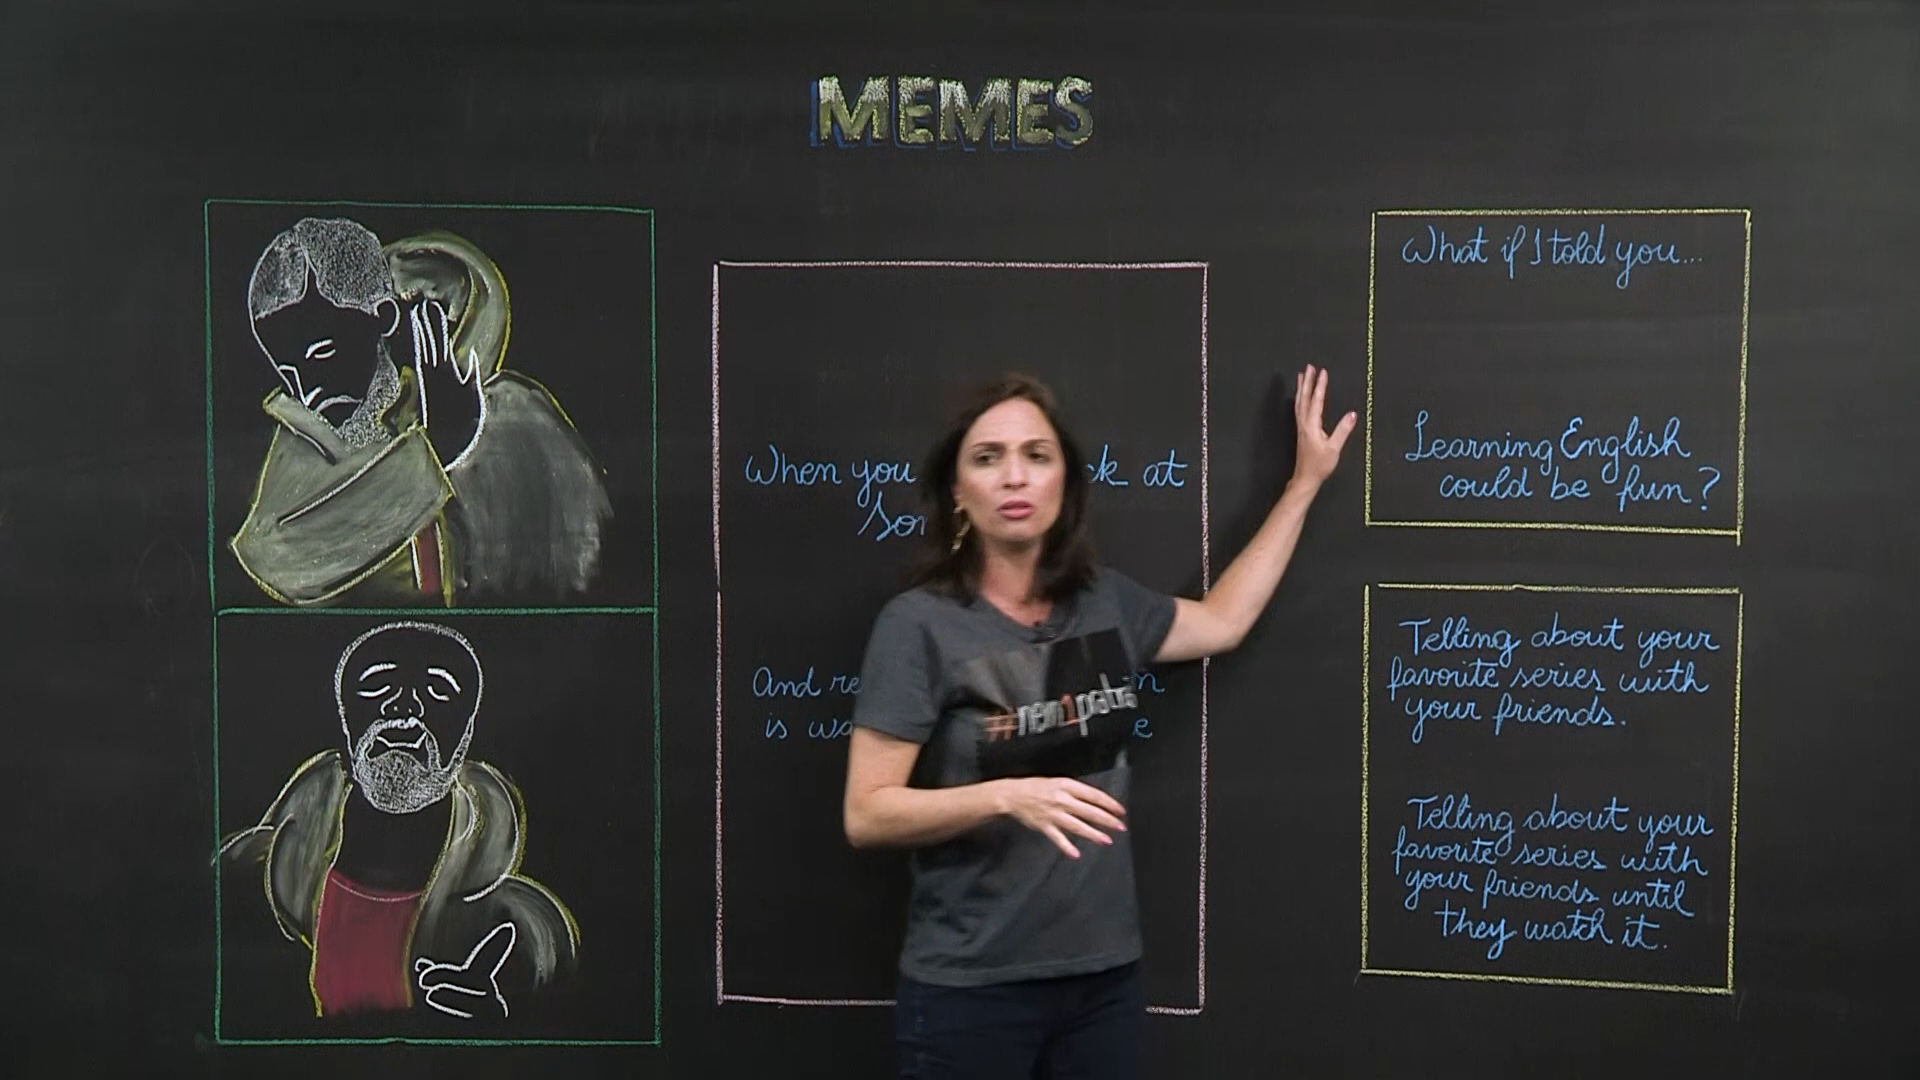 MEMES
When you
at
And
is
What if I told you...
Learning English
could be fun?
Telling about your
favorite series with
your friends.
Telling about your
favorite series with
your friends until
they watch it.